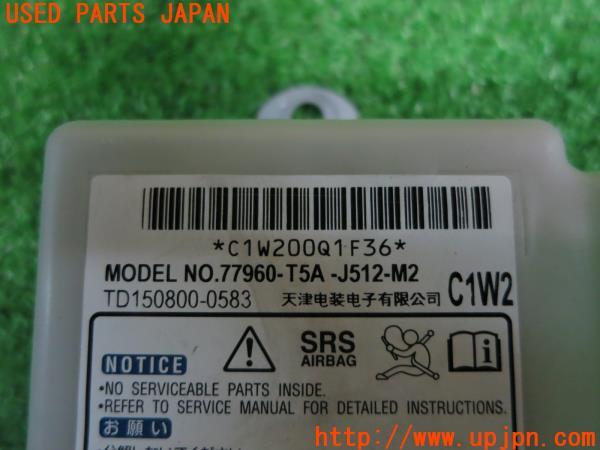 USED PARTS JAPAN
*C1W200Q1F36*
MODEL NO.77960-T5A-J512-M2
TD150800-0583 天津电装电子有限公司 C1W2
NOTICE
SRS
AIRBAG
•NO SERVICEABLE PARTS INSIDE.
•REFER TO SERVICE MANUAL FOR DETAILED INSTRUCTIONS.
お願い
http://www.upjpn.com/